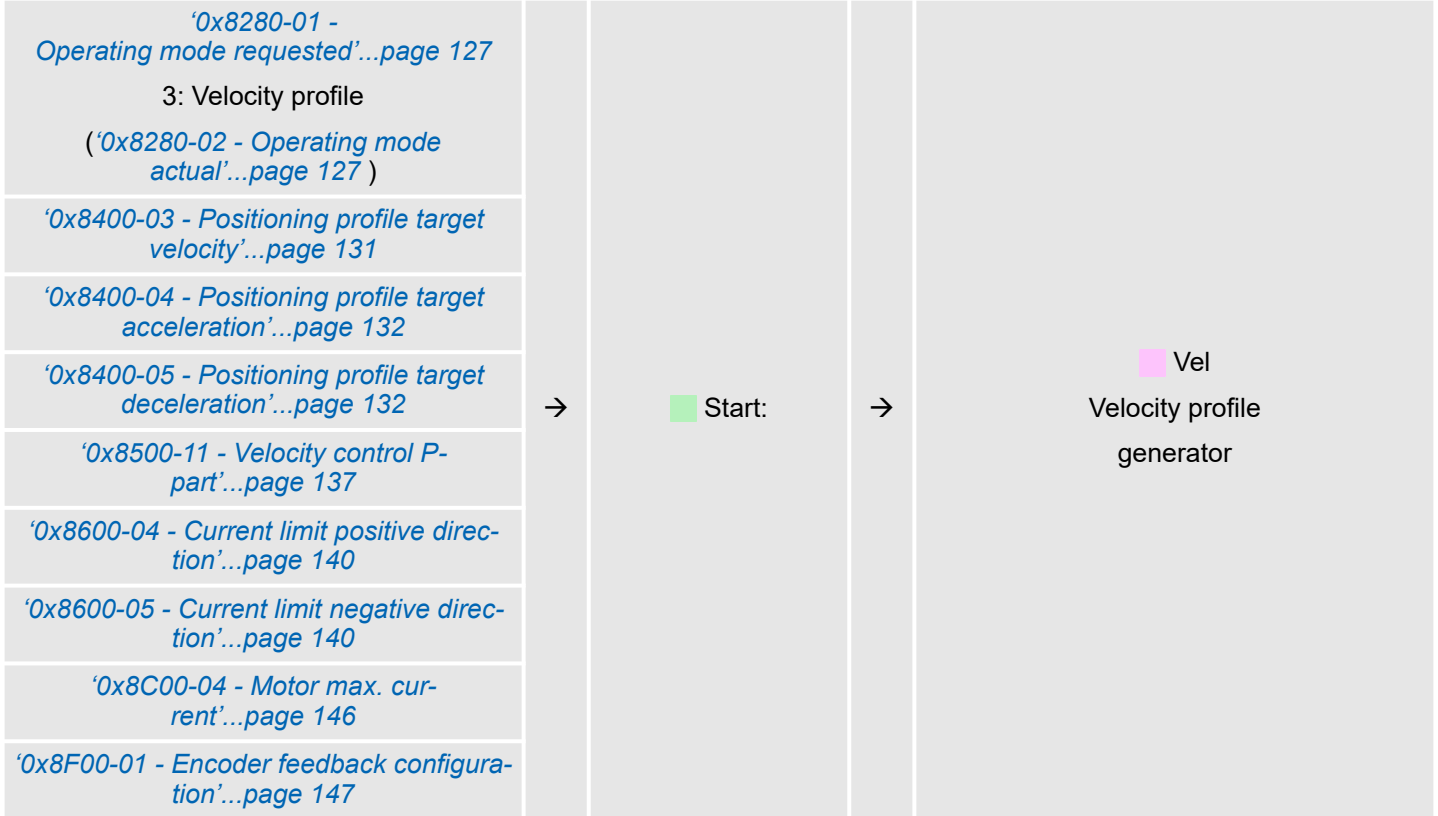 ‘0x8280-01 -
Operating mode requested’...page 127
3: Velocity profile
(‘0x8280-02 - Operating mode
actual’...page 127 )
‘0x8400-03 - Positioning profile target
velocity’...page 131
‘0x8400-04 - Positioning profile target
acceleration’...page 132
‘0x8400-05 - Positioning profile target
deceleration’...page 132
‘0x8500-11 - Velocity control P-
part’...page 137
‘0x8600-04 - Current limit positive direc-
tion’...page 140
‘0x8600-05 - Current limit negative direc-
tion’...page 140
‘0x8C00-04 - Motor max. cur-
rent’...page 146
‘0x8F00-01 - Encoder feedback configura-
tion’...page 147
→
Start:
→
Vel
Velocity profile
generator